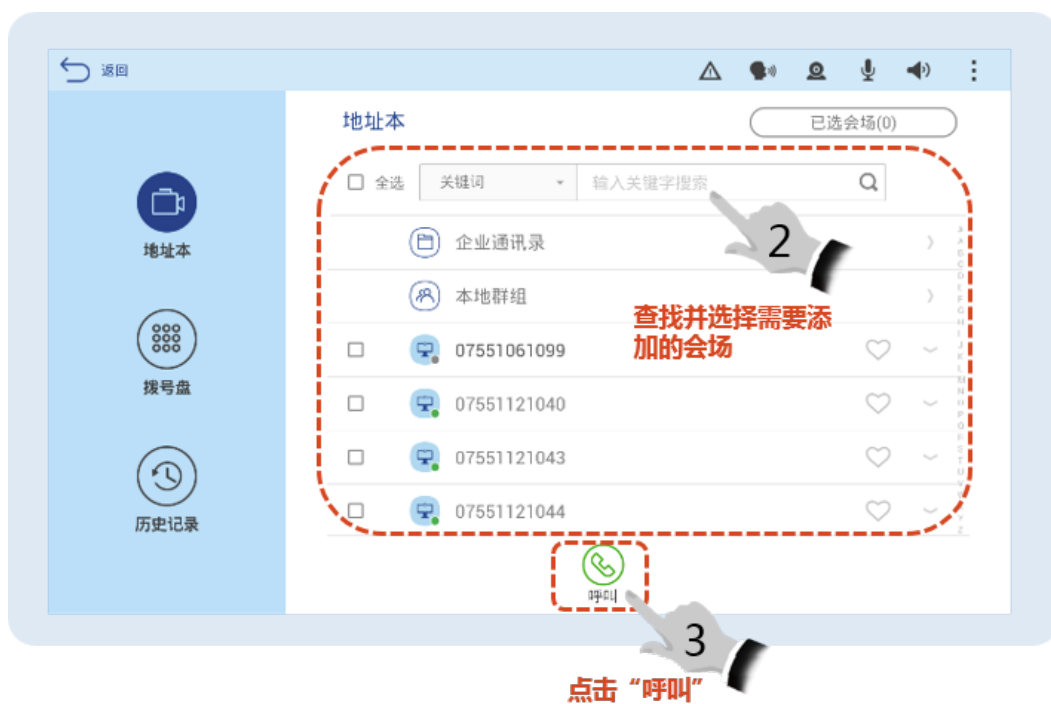 返回
地址本
已选会场(0)
全选
关键词
输入关键字搜索
2
企业通讯录
地址本
本地群组
查找并选择需要添
加的会场
07551061099
拨号盘
07551121040
07551121043
07551121044
历史记录
呼叫
3
点击“呼叫”